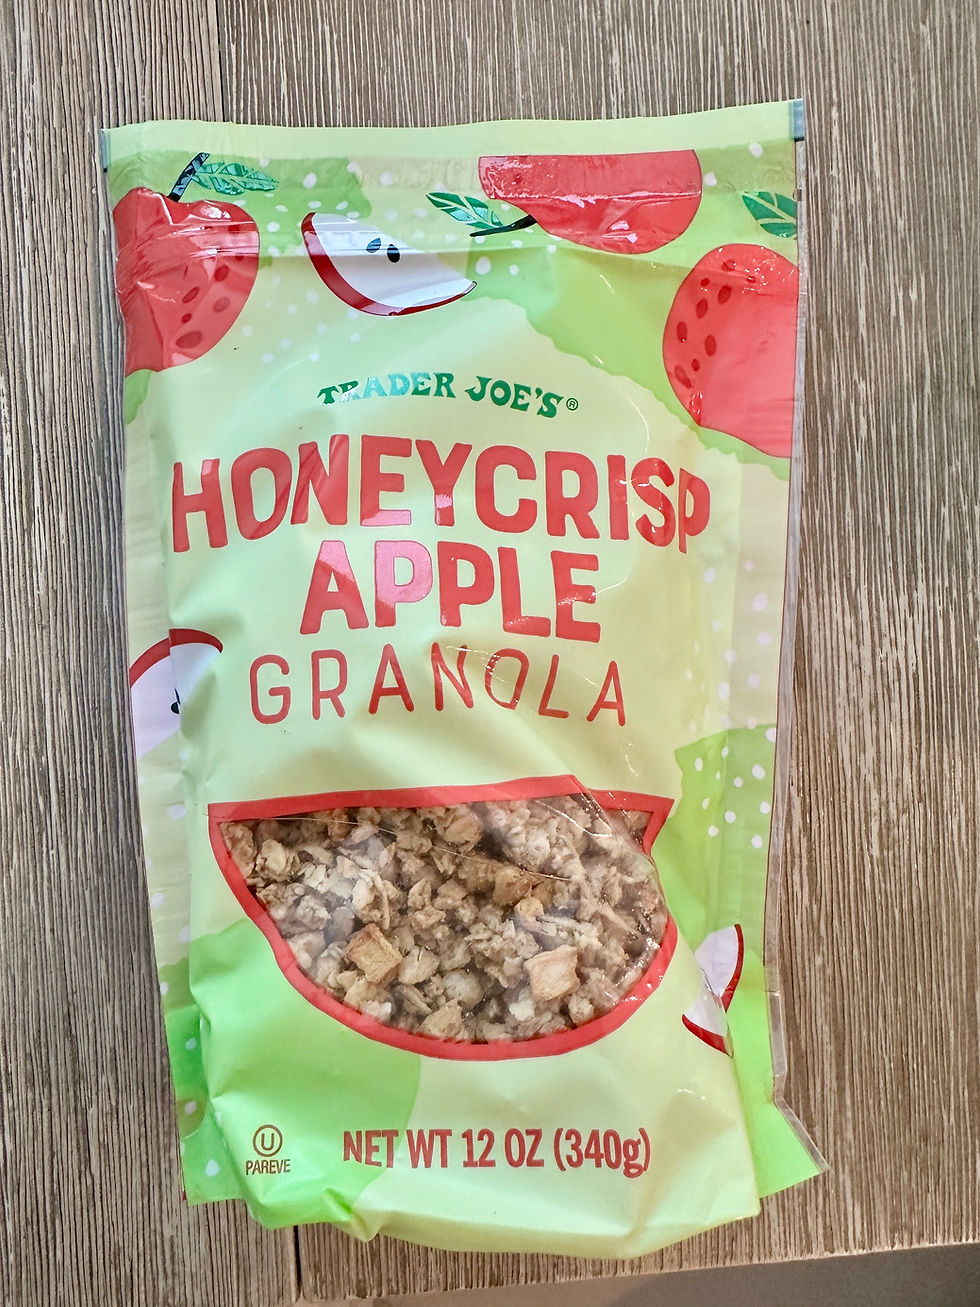 TRADER JOE'S®
HONEYCRISP
APPLE
GRANOLA
U
PAREVE
NET WT 12 OZ (340g)